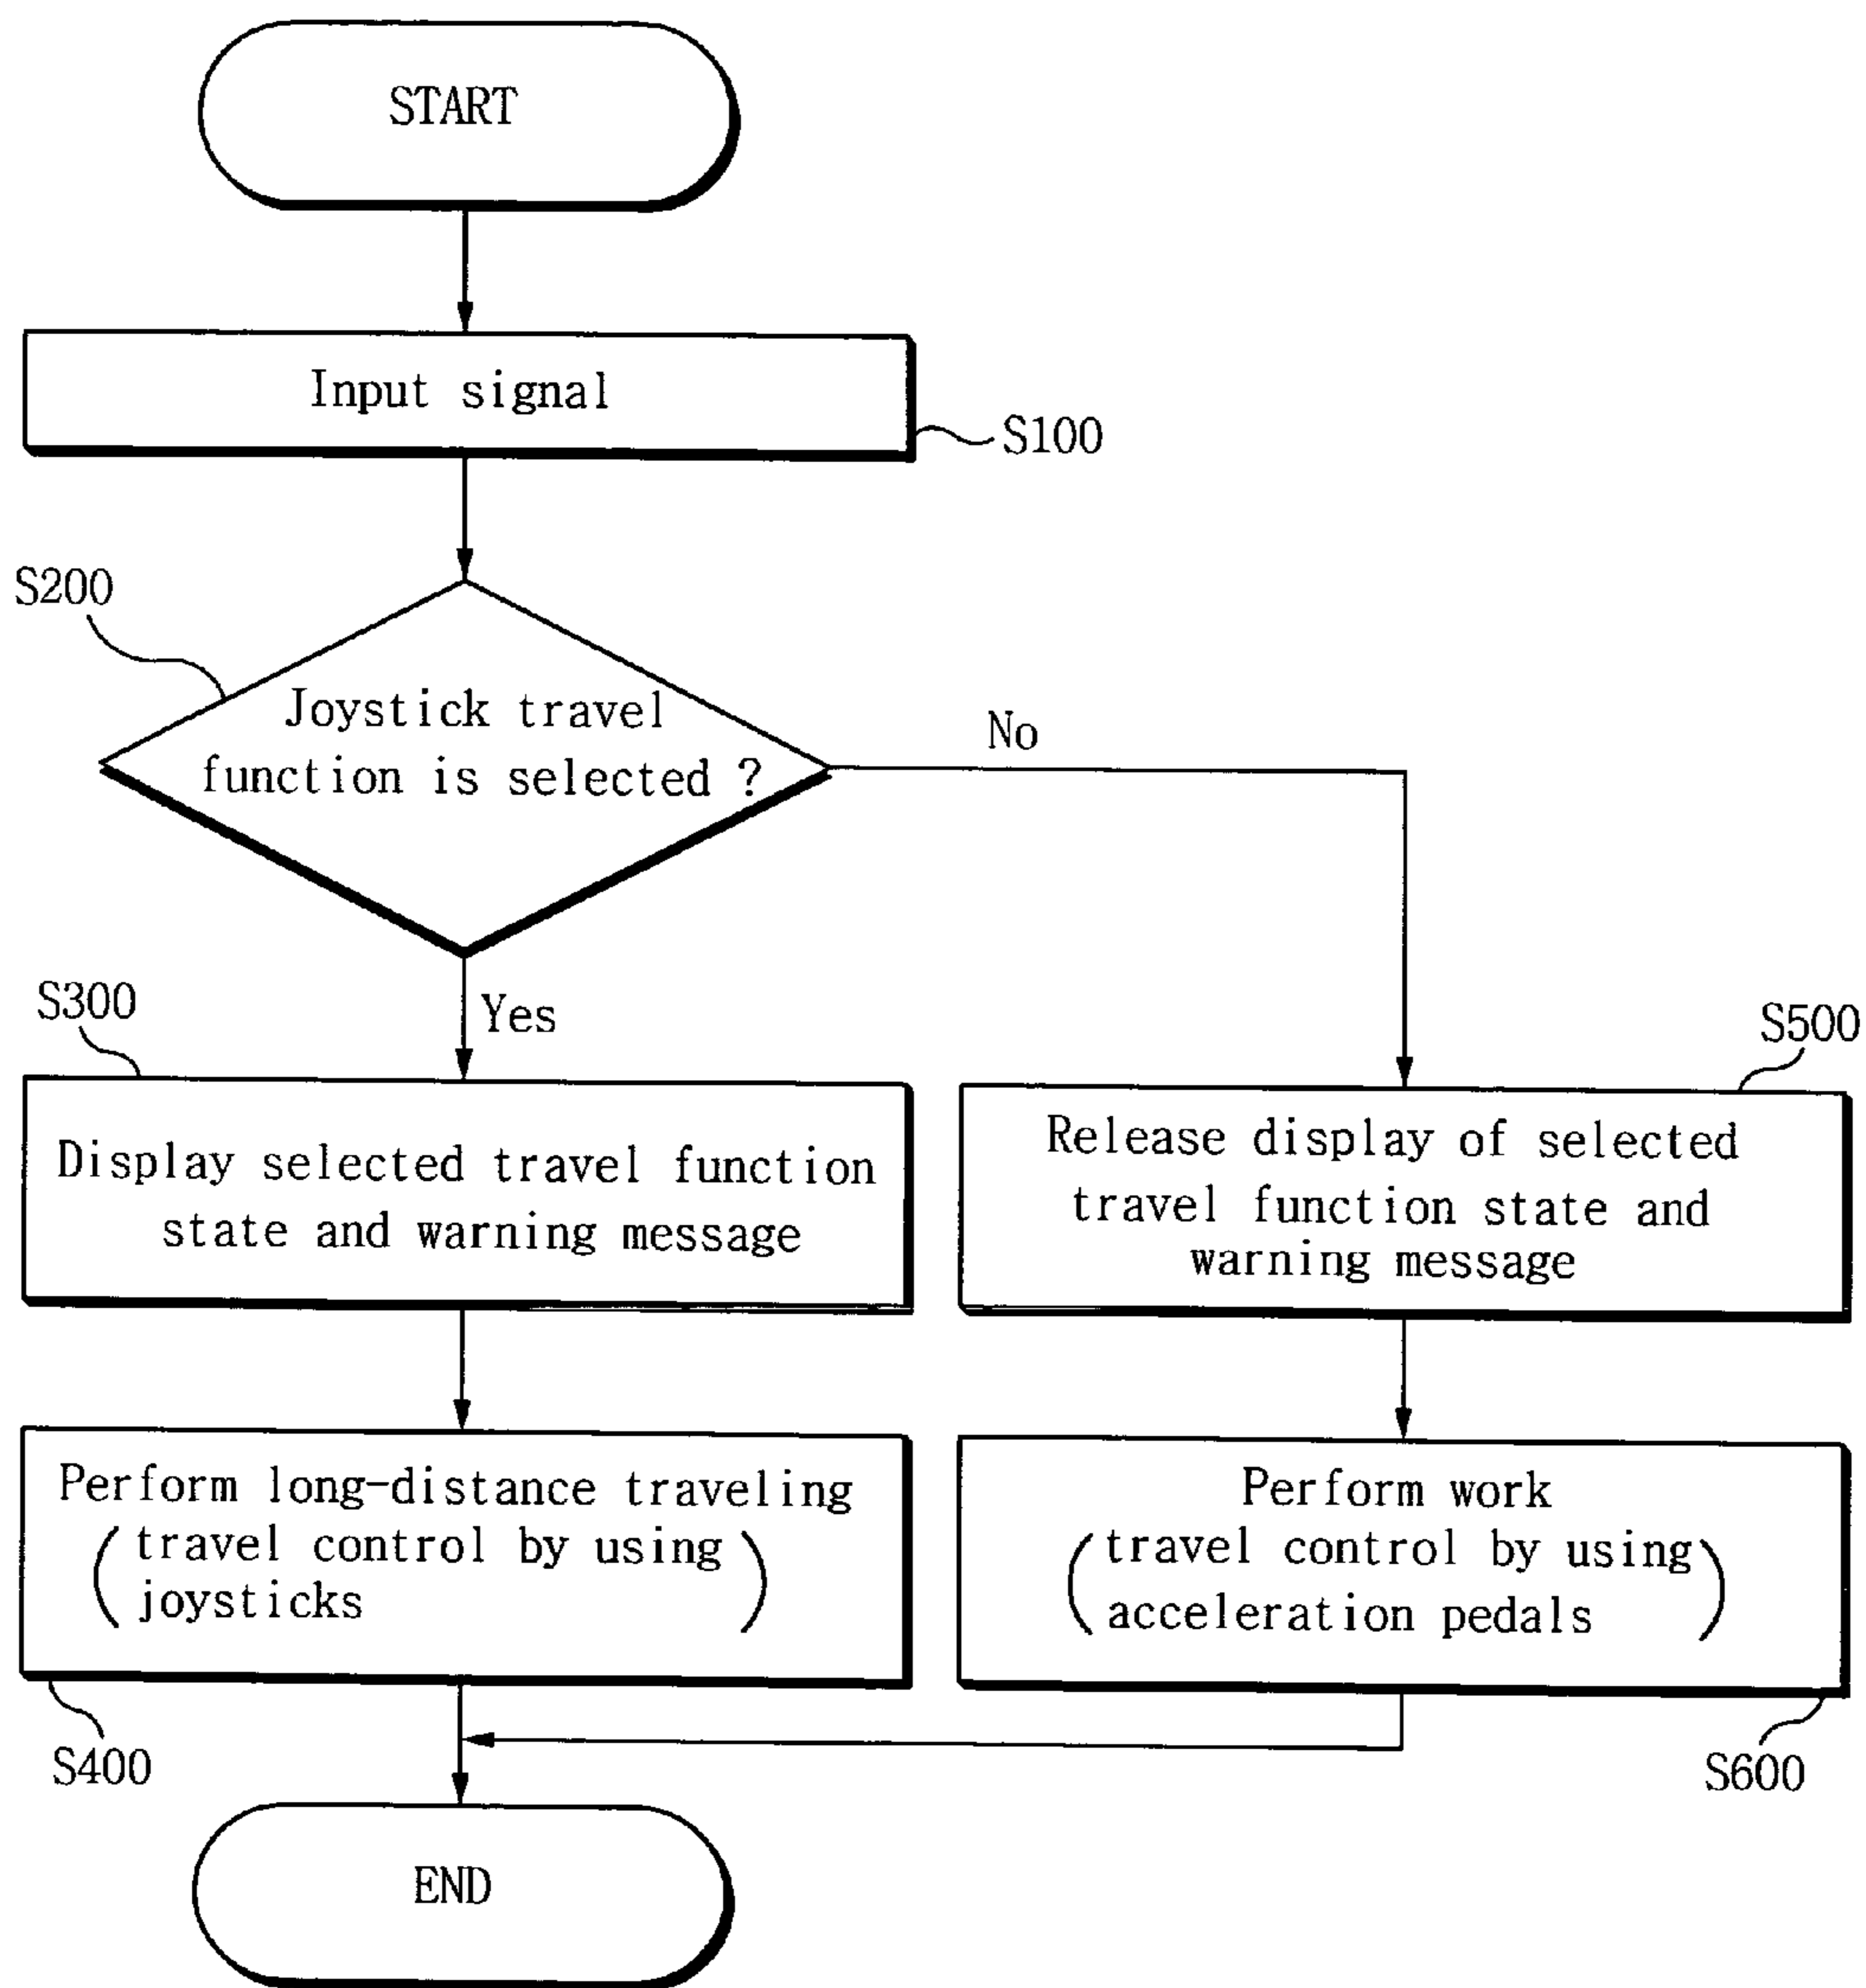 START
Input signal
S100
S200
Joystick travel
function is selected ?
No
Yes
S300
Display selected travel function
state and warning message
S500
Release display of selected
travel function state and
warning message
Perform long-distance traveling
(travel control by using
joysticks)
S400
Perform work
(travel control by using
acceleration pedals)
S600
END